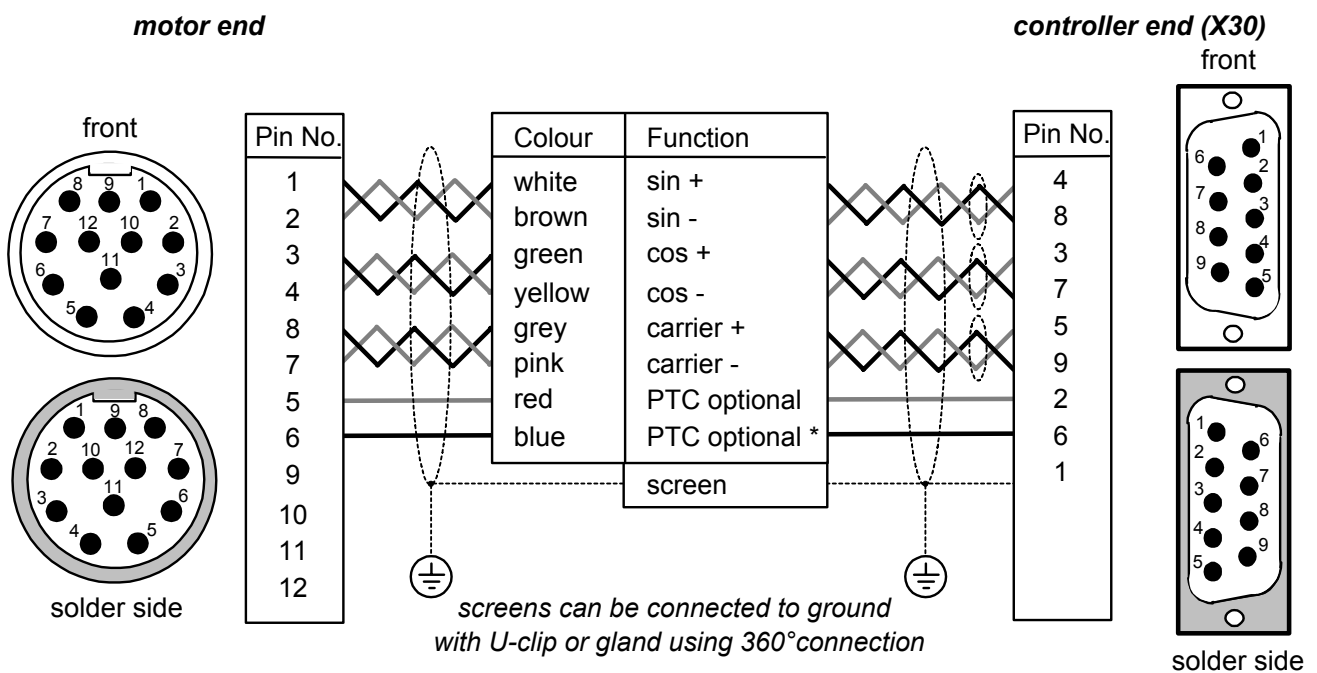 motor end
controller end (X30)
front
front
8 9 1
7 12 10 2
11
6 3
5 4
1 9 8
2 10 12 7
11
3 6
4 5
solder side
Pin No.
1
2
3
4
8
7
5
6
9
10
11
12
Colour Function
white sin +
brown sin -
green cos +
yellow cos -
grey carrier +
pink carrier -
red PTC optional
blue PTC optional *
screen
screens can be connected to ground
with U-clip or gland using 360°connection
Pin No.
4
8
3
7
5
9
2
6
1
1
6
2
7
3
8
4
9
5
1
6
2
7
3
8
4
9
5
solder side